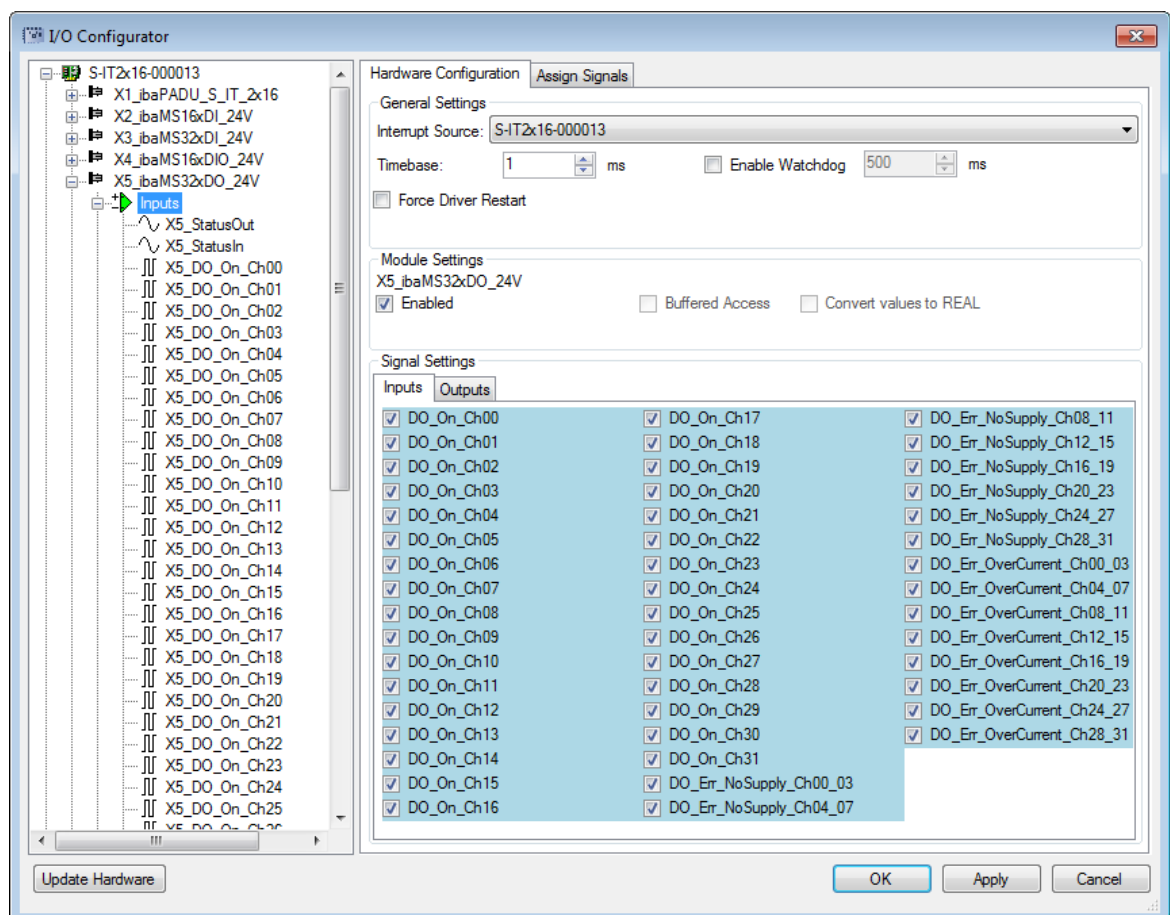 I/O Configurator
S-IT2x16-000013
X1_ibaPADU_S_IT_2x16
X2_ibaMS16xDI_24V
X3_ibaMS32xDI_24V
X4_ibaMS16xDIO_24V
X5_ibaMS32xDO_24V
Inputs
X5_StatusOut
X5_StatusIn
X5_DO_On_Ch00
X5_DO_On_Ch01
X5_DO_On_Ch02
X5_DO_On_Ch03
X5_DO_On_Ch04
X5_DO_On_Ch05
X5_DO_On_Ch06
X5_DO_On_Ch07
X5_DO_On_Ch08
X5_DO_On_Ch09
X5_DO_On_Ch10
X5_DO_On_Ch11
X5_DO_On_Ch12
X5_DO_On_Ch13
X5_DO_On_Ch14
X5_DO_On_Ch15
X5_DO_On_Ch16
X5_DO_On_Ch17
X5_DO_On_Ch18
X5_DO_On_Ch19
X5_DO_On_Ch20
X5_DO_On_Ch21
X5_DO_On_Ch22
X5_DO_On_Ch23
X5_DO_On_Ch24
X5_DO_On_Ch25
Update Hardware
Hardware Configuration Assign Signals
General Settings
Interrupt Source: S-IT2x16-000013
Timebase: 1 ms Enable Watchdog 500 ms
Force Driver Restart
Module Settings
X5_ibaMS32xDO_24V
Enabled Buffered Access Convert values to REAL
Signal Settings
Inputs Outputs
DO_On_Ch00 DO_On_Ch17 DO_Err_NoSupply_Ch08_11
DO_On_Ch01 DO_On_Ch18 DO_Err_NoSupply_Ch12_15
DO_On_Ch02 DO_On_Ch19 DO_Err_NoSupply_Ch16_19
DO_On_Ch03 DO_On_Ch20 DO_Err_NoSupply_Ch20_23
DO_On_Ch04 DO_On_Ch21 DO_Err_NoSupply_Ch24_27
DO_On_Ch05 DO_On_Ch22 DO_Err_NoSupply_Ch28_31
DO_On_Ch06 DO_On_Ch23 DO_Err_OverCurrent_Ch00_03
DO_On_Ch07 DO_On_Ch24 DO_Err_OverCurrent_Ch04_07
DO_On_Ch08 DO_On_Ch25 DO_Err_OverCurrent_Ch08_11
DO_On_Ch09 DO_On_Ch26 DO_Err_OverCurrent_Ch12_15
DO_On_Ch10 DO_On_Ch27 DO_Err_OverCurrent_Ch16_19
DO_On_Ch11 DO_On_Ch28 DO_Err_OverCurrent_Ch20_23
DO_On_Ch12 DO_On_Ch29 DO_Err_OverCurrent_Ch24_27
DO_On_Ch13 DO_On_Ch30 DO_Err_OverCurrent_Ch28_31
DO_On_Ch14 DO_On_Ch31
DO_On_Ch15 DO_Err_NoSupply_Ch00_03
DO_On_Ch16 DO_Err_NoSupply_Ch04_07
OK Apply Cancel